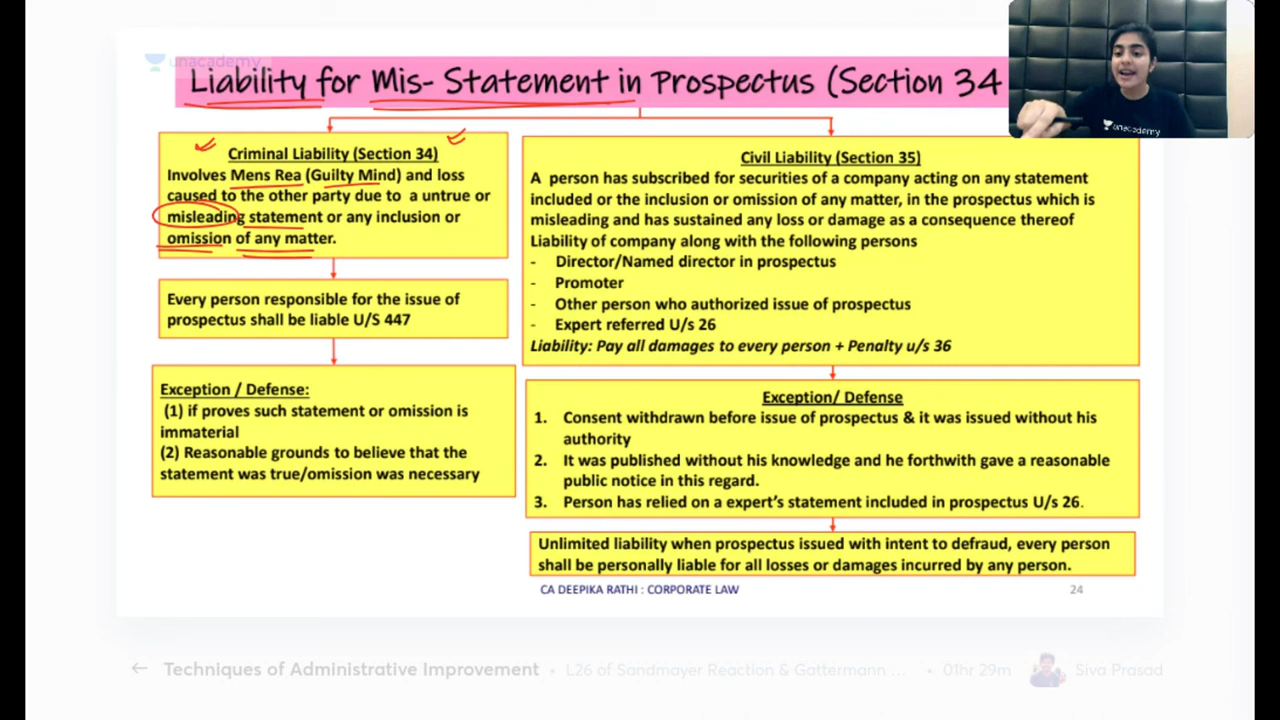 unacademy
Liability for Mis- Statement in Prospectus (Section 34
unacademy
Criminal Liability (Section 34)
Involves Mens Rea (Guilty Mind) and loss
caused to the other party due to a untrue or
misleading statement or any inclusion or
omission of any matter.
Every person responsible for the issue of
prospectus shall be liable U/S 447
Exception / Defense:
(1) if proves such statement or omission is
immaterial
(2) Reasonable grounds to believe that the
statement was true/omission was necessary
Civil Liability (Section 35)
A person has subscribed for securities of a company acting on any statement
included or the inclusion or omission of any matter, in the prospectus which is
misleading and has sustained any loss or damage as a consequence thereof
Liability of company along with the following persons
- Director/Named director in prospectus
- Promoter
- Other person who authorized issue of prospectus
- Expert referred U/s 26
Liability: Pay all damages to every person + Penalty u/s 36
Exception/ Defense
1. Consent withdrawn before issue of prospectus & it was issued without his
authority
2. It was published without his knowledge and he forthwith gave a reasonable
public notice in this regard.
3. Person has relied on a expert's statement included in prospectus U/s 26.
Unlimited liability when prospectus issued with intent to defraud, every person
shall be personally liable for all losses or damages incurred by any person.
CA DEEPIKA RATHI : CORPORATE LAW 24
← Techniques of Administrative Improvement • L26 of Sandmayer Reaction & Gattermann ... • 01hr 29m Siva Prasad